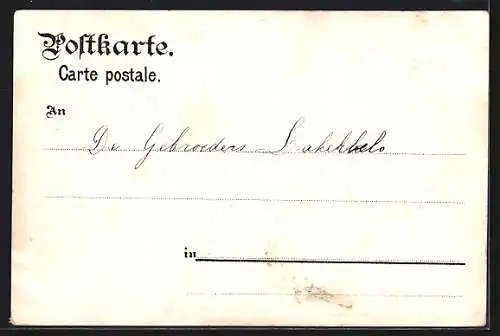 Postkarte.
Carte postale.
An
De Gebroeders
in